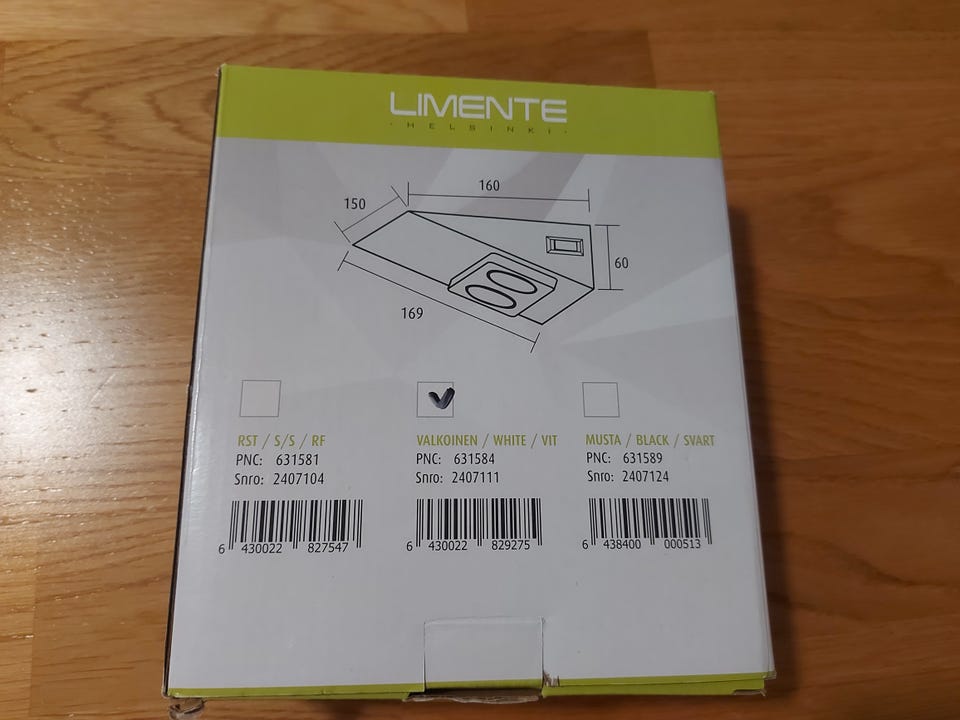 LIMENTE
· HELSINKI ·
160
150
60
169
RST / S/S / RF
PNC: 631581
Snro: 2407104
6 430022 827547
VALKOINEN / WHITE / VIT
PNC: 631584
Snro: 2407111
6 430022 829275
MUSTA / BLACK / SVART
PNC: 631589
Snro: 2407124
6 438400 000513